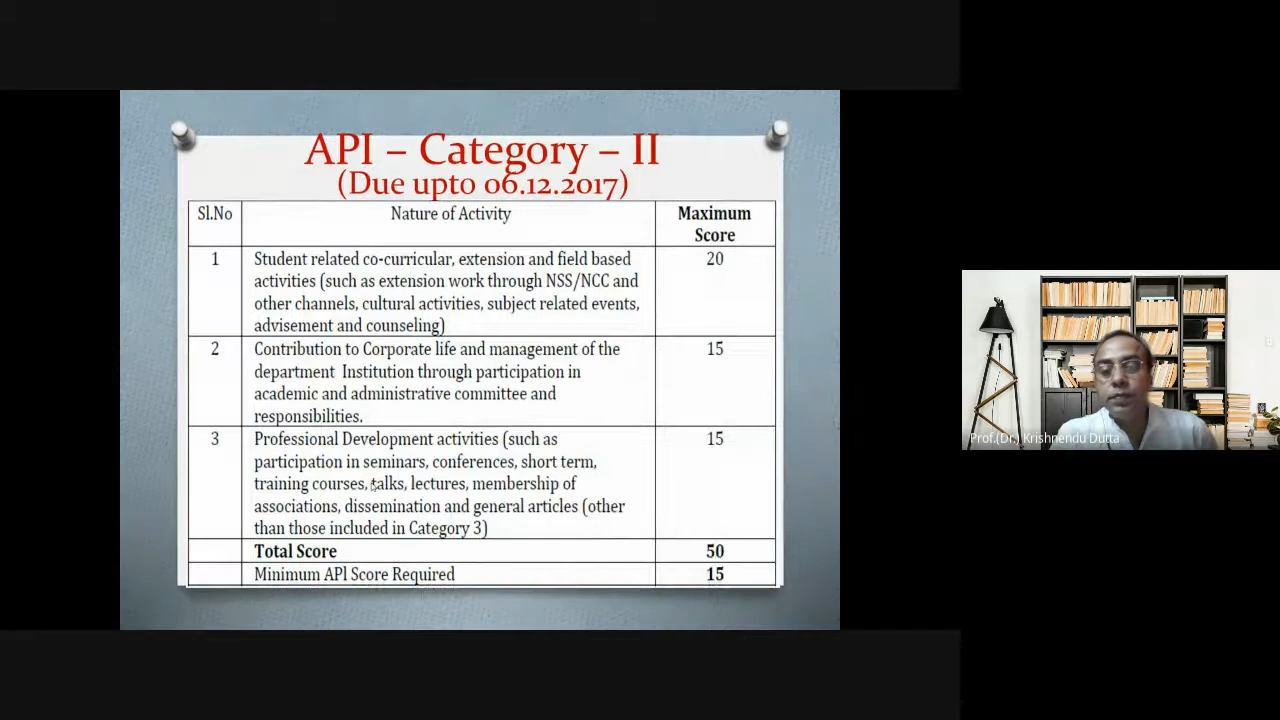 API – Category – II
(Due upto 06.12.2017)
Sl.No Nature of Activity Maximum
Score
1 Student related co-curricular, extension and field based 20
activities (such as extension work through NSS/NCC and
other channels, cultural activities, subject related events,
advisement and counseling)
2 Contribution to Corporate life and management of the 15
department Institution through participation in
academic and administrative committee and
responsibilities.
3 Professional Development activities (such as 15
participation in seminars, conferences, short term,
training courses, talks, lectures, membership of
associations, dissemination and general articles (other
than those included in Category 3)
Total Score 50
Minimum API Score Required 15
Prof.(Dr.) Krishnendu Dutta